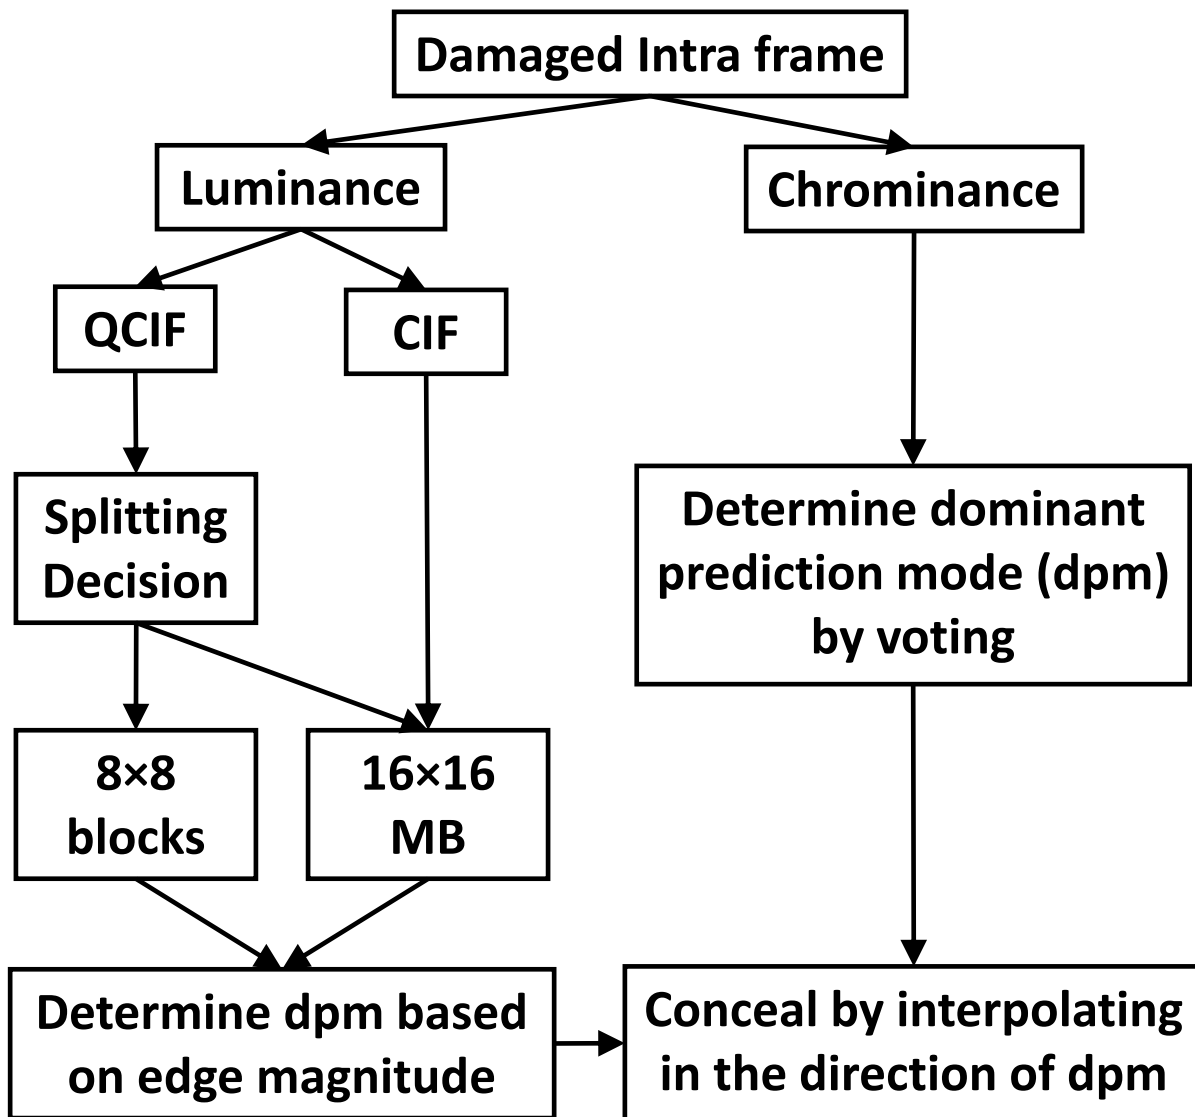 Damaged Intra frame
Luminance
Chrominance
QCIF
CIF
Splitting
Decision
Determine dominant
prediction mode (dpm)
by voting
8×8
blocks
16×16
MB
Determine dpm based
on edge magnitude
Conceal by interpolating
in the direction of dpm